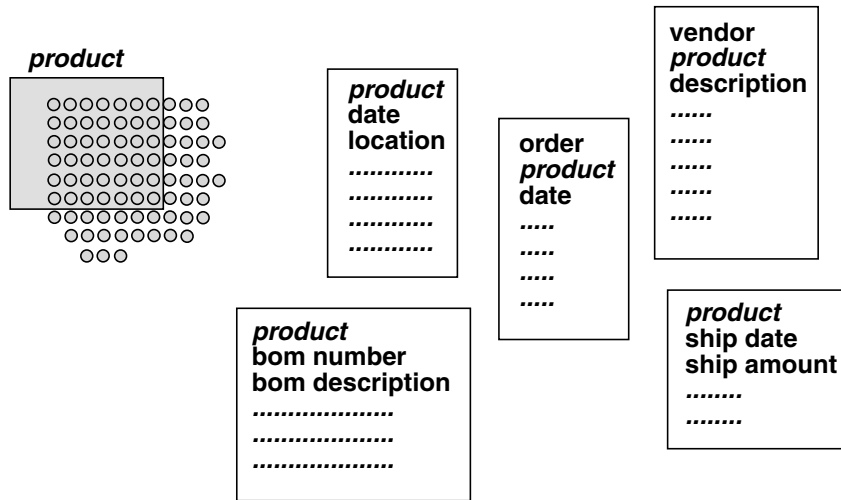 product
product
date
location
............
............
............
............
order
product
date
.....
.....
.....
.....
vendor
product
description
......
......
......
......
......
product
bom number
bom description
....................
....................
....................
product
ship date
ship amount
........
........